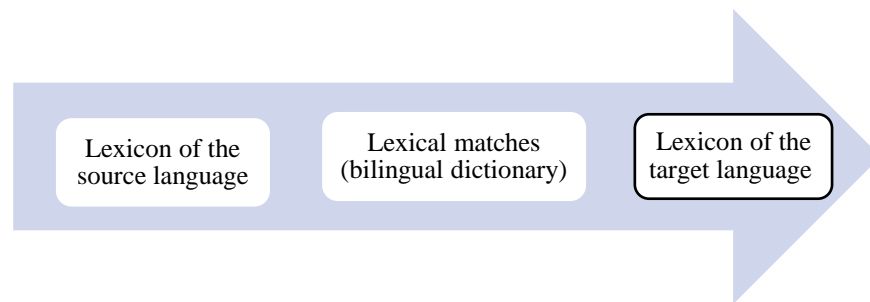 Lexicon of the
source language
Lexical matches
(bilingual dictionary)
Lexicon of the
target language